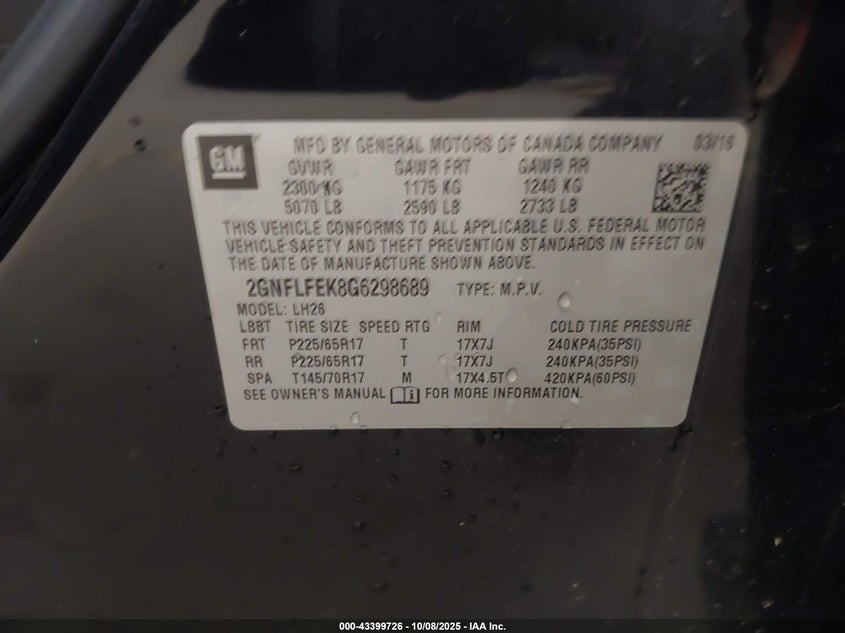 GM MFD BY GENERAL MOTORS OF CANADA COMPANY 03/16
GVWR GAWR FRT GAWR RR
2300 KG 1175 KG 1240 KG
5070 LB 2590 LB 2733 LB
THIS VEHICLE CONFORMS TO ALL APPLICABLE U.S. FEDERAL MOTOR
VEHICLE SAFETY AND THEFT PREVENTION STANDARDS IN EFFECT ON
THE DATE OF MANUFACTURE SHOWN ABOVE.
2GNFLFEK8G6298689 TYPE: M.P.V.
MODEL: LH26
LBBT TIRE SIZE SPEED RTG RIM COLD TIRE PRESSURE
FRT P225/65R17 T 17X7J 240KPA(35PSI)
RR P225/65R17 T 17X7J 240KPA(35PSI)
SPA T145/70R17 M 17X4.5T 420KPA(60PSI)
SEE OWNER'S MANUAL FOR MORE INFORMATION.
000-43399726 - 10/08/2025 - IAA Inc.